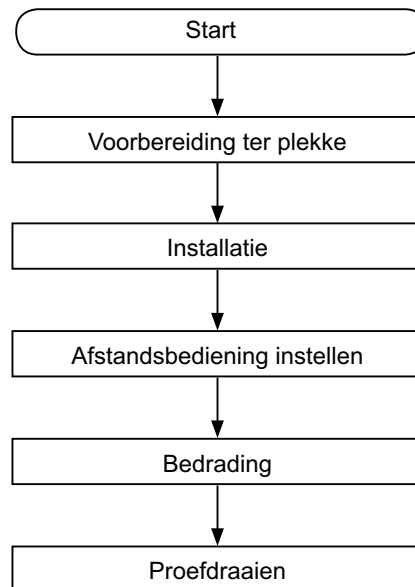 Start
Voorbereiding ter plekke
Installatie
Afstandsbediening instellen
Bedrading
Proefdraaien